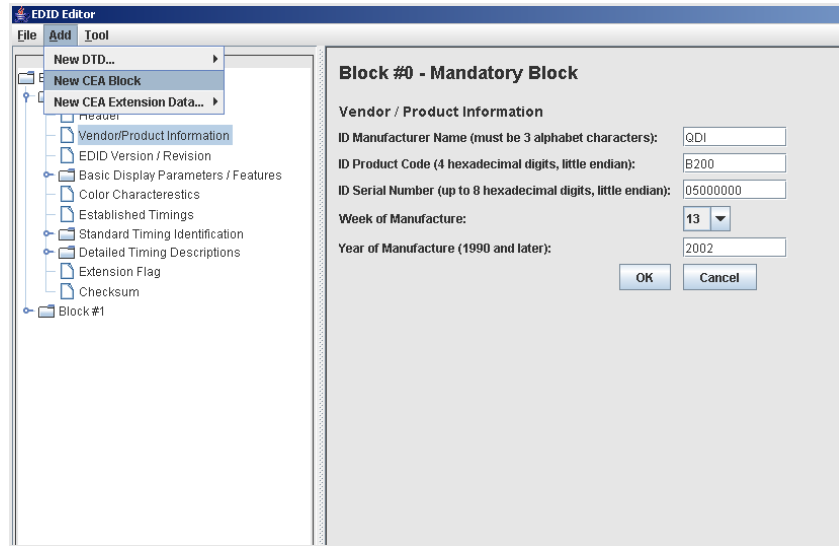 EDID Editor
File Add Tool
New DTD...
New CEA Block
New CEA Extension Data...
Header
Vendor/Product Information
EDID Version / Revision
Basic Display Parameters / Features
Color Characterestics
Established Timings
Standard Timing Identification
Detailed Timing Descriptions
Extension Flag
Checksum
Block #1
Block #0 - Mandatory Block
Vendor / Product Information
ID Manufacturer Name (must be 3 alphabet characters): QDI
ID Product Code (4 hexadecimal digits, little endian): B200
ID Serial Number (up to 8 hexadecimal digits, little endian): 05000000
Week of Manufacture: 13
Year of Manufacture (1990 and later): 2002
OK Cancel